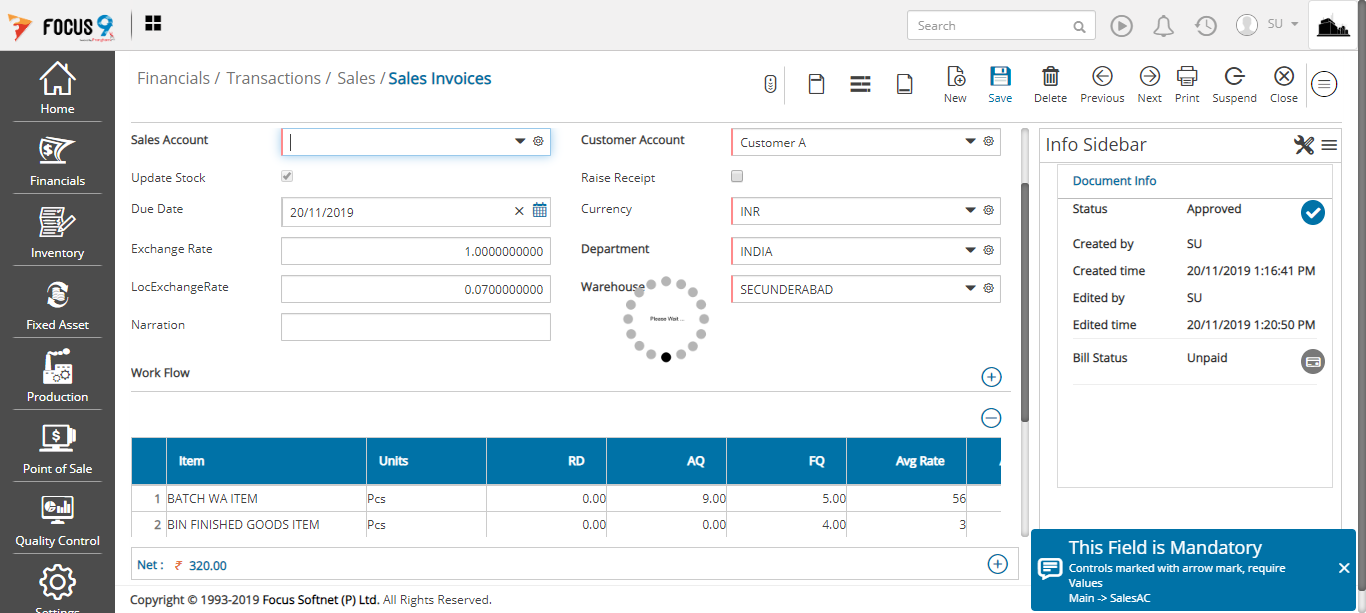 FOCUS 9
Search
SU
Home
Financials
Inventory
Fixed Asset
Production
Point of Sale
Quality Control
Settings
Financials / Transactions / Sales / Sales Invoices
New
Save
Delete
Previous
Next
Print
Suspend
Close
Sales Account
Customer Account Customer A
Update Stock
Raise Receipt
Due Date 20/11/2019
Currency INR
Exchange Rate 1.0000000000
Department INDIA
LocExchangeRate 0.0700000000
Warehouse SECUNDERABAD
Please Wait ...
Narration
Work Flow
Item Units RD AQ FQ Avg Rate
1 BATCH WA ITEM Pcs 0.00 9.00 5.00 56
2 BIN FINISHED GOODS ITEM Pcs 0.00 0.00 4.00 3
Net : ₹ 320.00
Copyright © 1993-2019 Focus Softnet (P) Ltd. All Rights Reserved.
Info Sidebar
Document Info
Status Approved
Created by SU
Created time 20/11/2019 1:16:41 PM
Edited by SU
Edited time 20/11/2019 1:20:50 PM
Bill Status Unpaid
This Field is Mandatory
Controls marked with arrow mark, require
Values
Main -> SalesAC